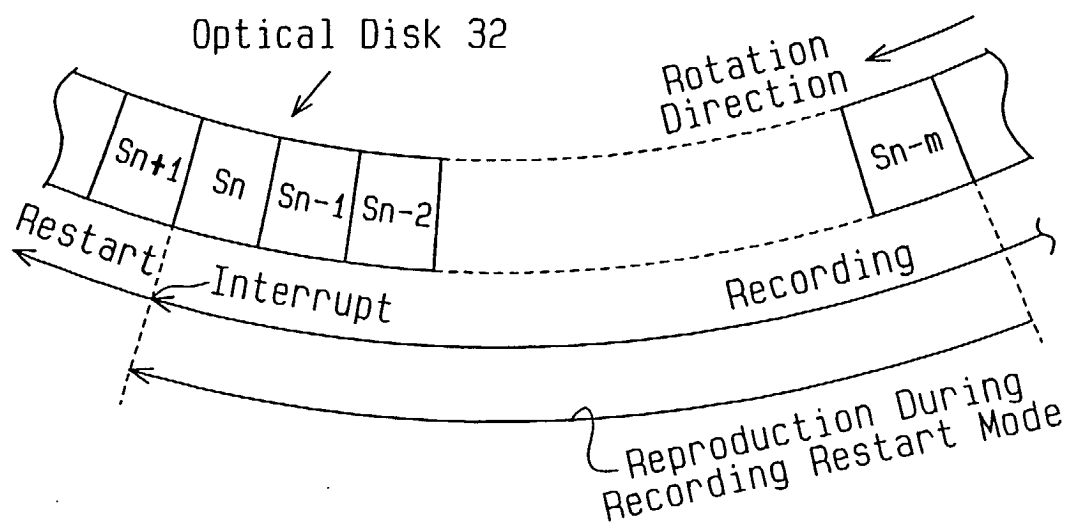 Optical Disk 32
Rotation
Direction
Sn+1
Sn
Sn-1
Sn-2
Sn-m
Restart
Interrupt
Recording
Reproduction During
Recording Restart Mode